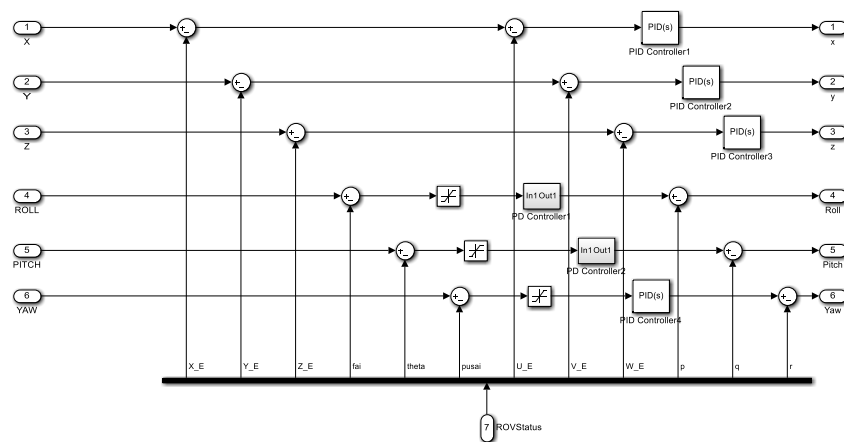 1
X
+
-
+
-
PID(s)
PID Controller1
1
x
2
Y
+
-
+
-
PID(s)
PID Controller2
2
y
3
Z
+
-
+
-
PID(s)
PID Controller3
3
z
4
ROLL
+
-
In1 Out1
PD Controller1
+
-
4
Roll
5
PITCH
+
-
In1 Out1
PD Controller2
+
-
5
Pitch
6
YAW
+
-
PID(s)
PID Controller4
+
-
6
Yaw
X_E
Y_E
Z_E
fai
theta
pusai
U_E
V_E
W_E
p
q
r
7
ROVStatus